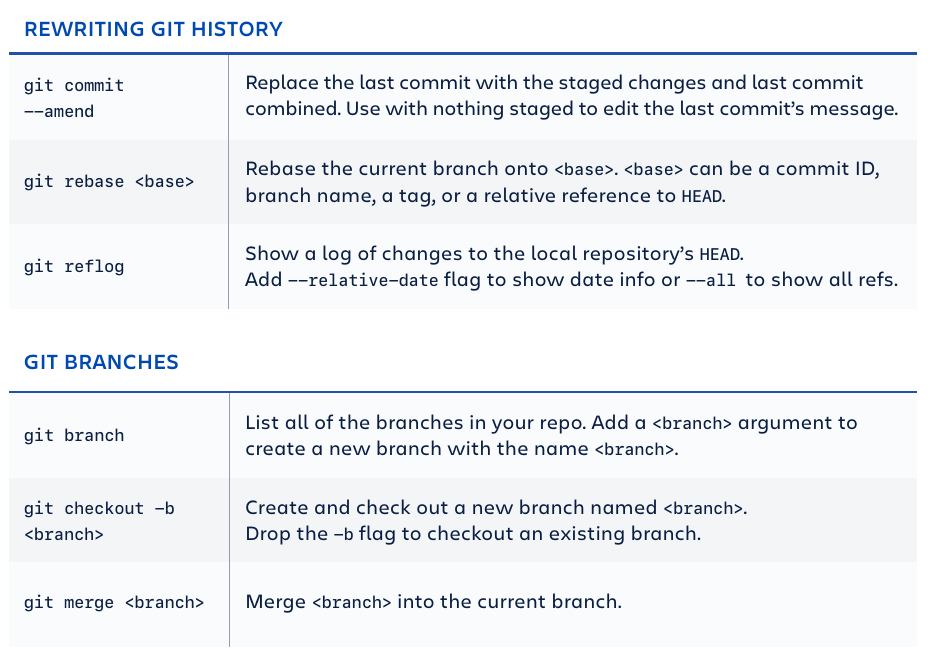 REWRITING GIT HISTORY
git commit
--amend
Replace the last commit with the staged changes and last commit
combined. Use with nothing staged to edit the last commit’s message.
git rebase <base>
Rebase the current branch onto <base>. <base> can be a commit ID,
branch name, a tag, or a relative reference to HEAD.
git reflog
Show a log of changes to the local repository’s HEAD.
Add --relative-date flag to show date info or --all to show all refs.
GIT BRANCHES
git branch
List all of the branches in your repo. Add a <branch> argument to
create a new branch with the name <branch>.
git checkout -b
<branch>
Create and check out a new branch named <branch>.
Drop the -b flag to checkout an existing branch.
git merge <branch>
Merge <branch> into the current branch.